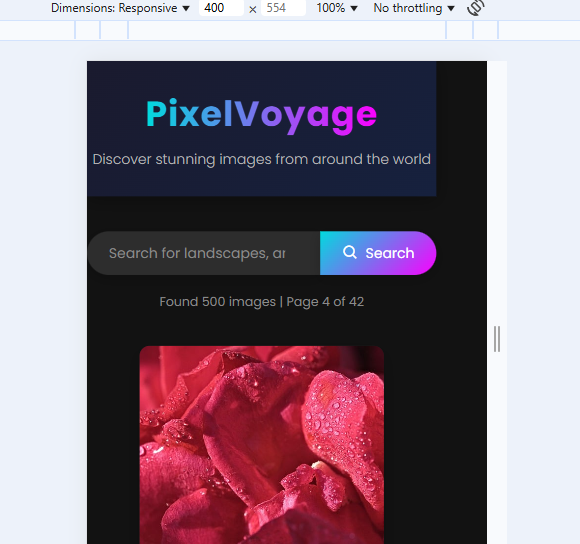 Dimensions: Responsive ▼ 400 x 554 100% ▼ No throttling ▼
PixelVoyage
Discover stunning images from around the world
Search for landscapes, ar
Search
Found 500 images | Page 4 of 42